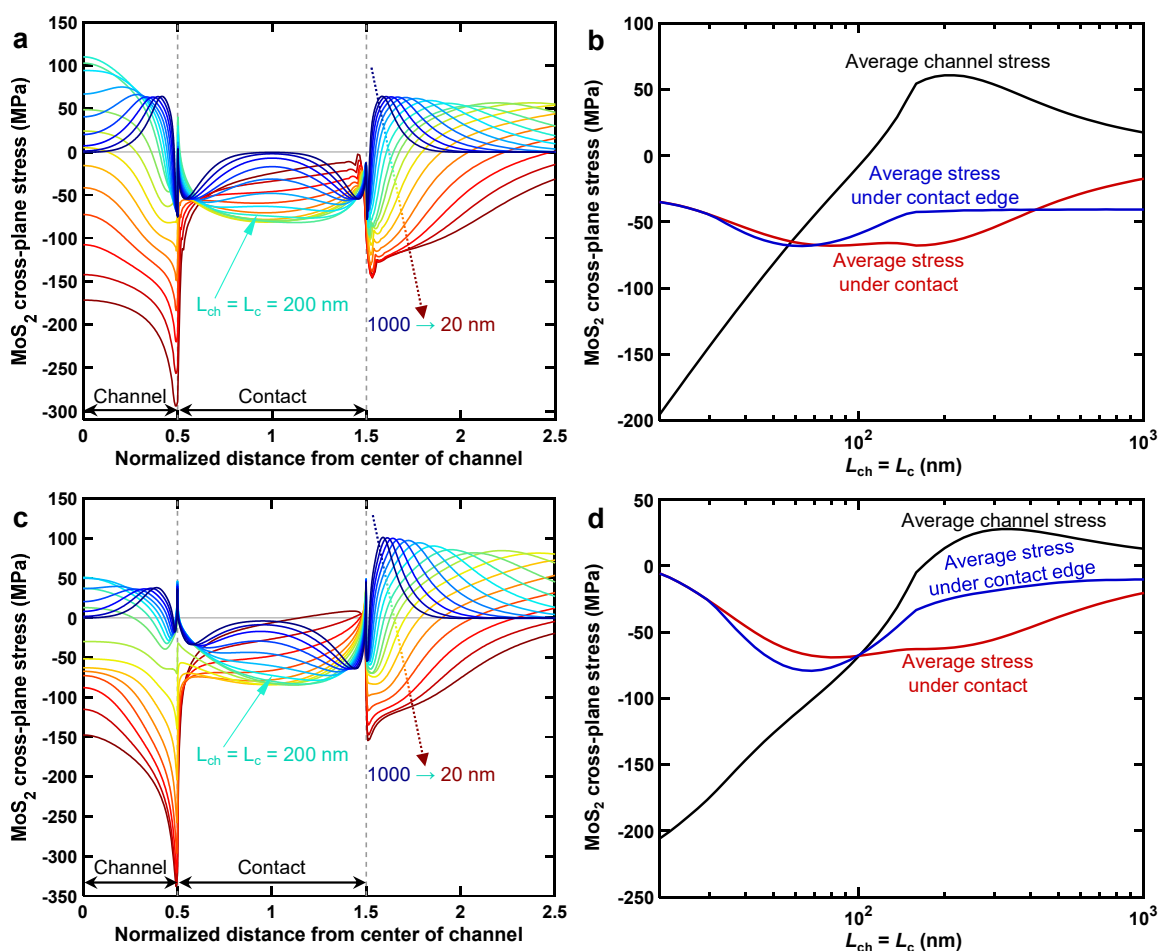 a
MoS2 cross-plane stress (MPa)
150
100
50
0
-50
-100
-150
-200
-250
-300
Lch = Lc = 200 nm
1000 → 20 nm
Channel
Contact
0
0.5
1
1.5
2
2.5
Normalized distance from center of channel
b
MoS2 cross-plane stress (MPa)
100
50
0
-50
-100
-150
-200
Average channel stress
Average stress
under contact edge
Average stress
under contact
10^2
10^3
Lch = Lc (nm)
c
MoS2 cross-plane stress (MPa)
150
100
50
0
-50
-100
-150
-200
-250
-300
-350
Lch = Lc = 200 nm
1000 → 20 nm
Channel
Contact
0
0.5
1
1.5
2
2.5
Normalized distance from center of channel
d
MoS2 cross-plane stress (MPa)
50
0
-50
-100
-150
-200
-250
Average channel stress
Average stress
under contact edge
Average stress
under contact
10^2
10^3
Lch = Lc (nm)